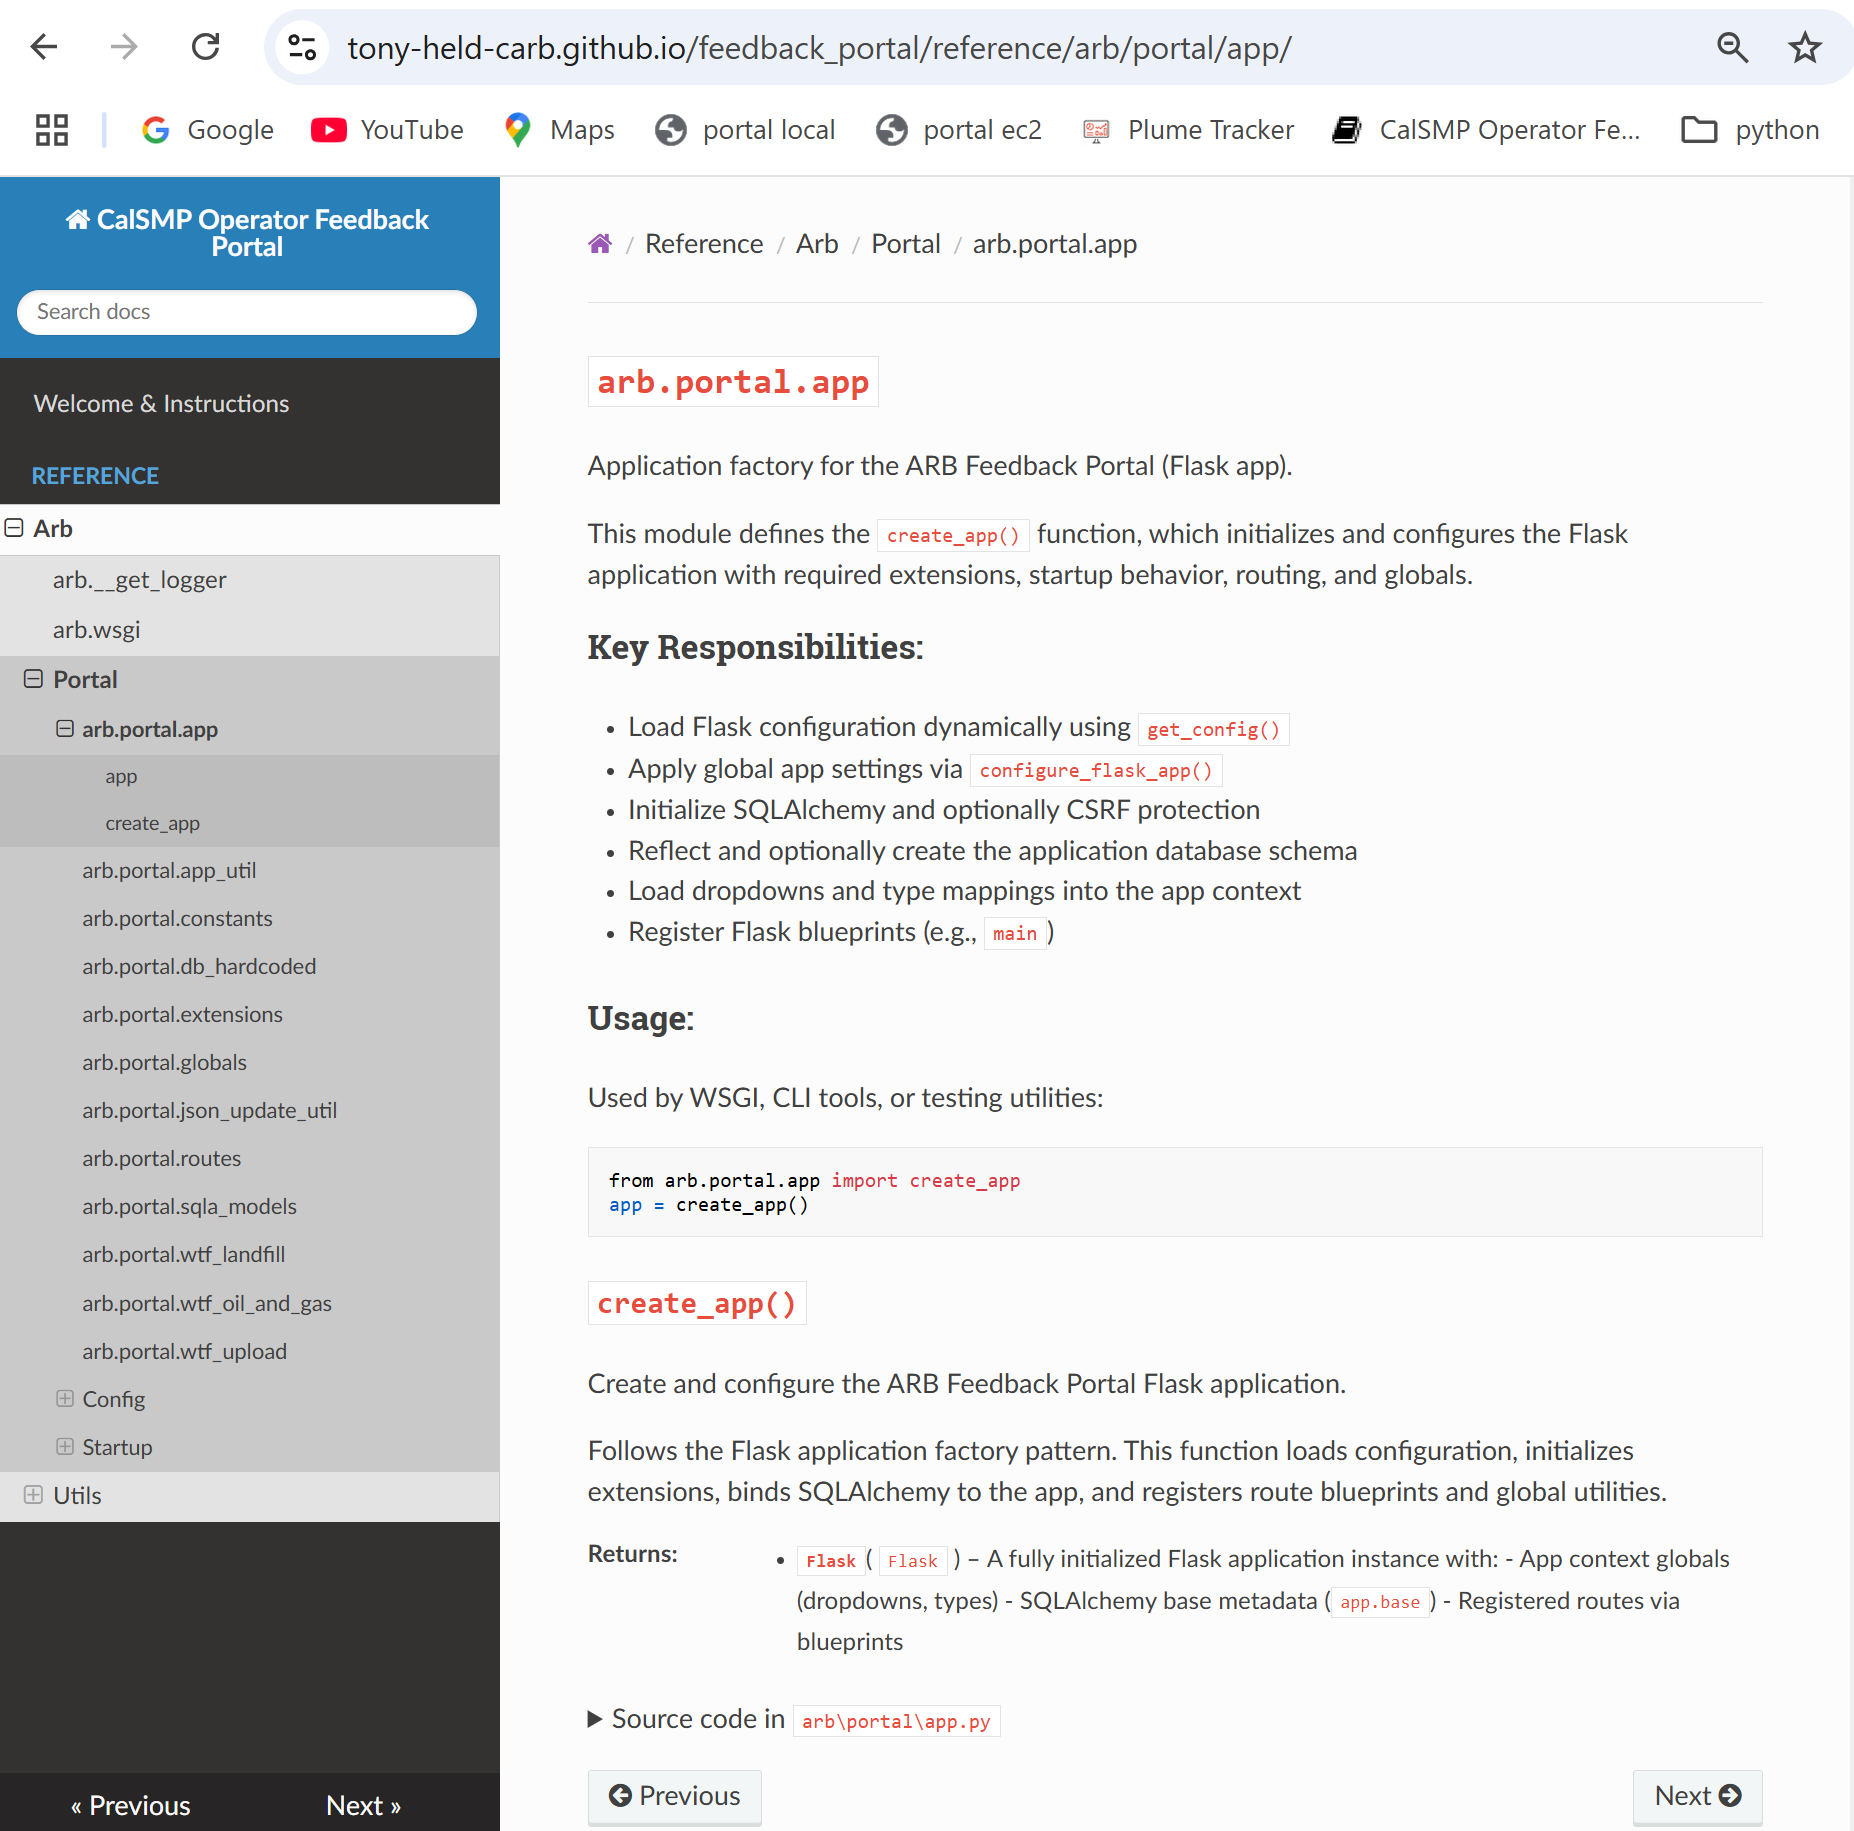 tony-held-carb.github.io/feedback_portal/reference/arb/portal/app/
Google
YouTube
Maps
portal local
portal ec2
Plume Tracker
CalSMP Operator Fe...
python
CalSMP Operator Feedback
Portal
Search docs
Welcome & Instructions
REFERENCE
Arb
arb.__get_logger
arb.wsgi
Portal
arb.portal.app
app
create_app
arb.portal.app_util
arb.portal.constants
arb.portal.db_hardcoded
arb.portal.extensions
arb.portal.globals
arb.portal.json_update_util
arb.portal.routes
arb.portal.sqla_models
arb.portal.wtf_landfill
arb.portal.wtf_oil_and_gas
arb.portal.wtf_upload
Config
Startup
Utils
« Previous
Next »
/ Reference / Arb / Portal / arb.portal.app
arb.portal.app
Application factory for the ARB Feedback Portal (Flask app).
This module defines the create_app() function, which initializes and configures the Flask
application with required extensions, startup behavior, routing, and globals.
Key Responsibilities:
• Load Flask configuration dynamically using get_config()
• Apply global app settings via configure_flask_app()
• Initialize SQLAlchemy and optionally CSRF protection
• Reflect and optionally create the application database schema
• Load dropdowns and type mappings into the app context
• Register Flask blueprints (e.g., main )
Usage:
Used by WSGI, CLI tools, or testing utilities:
from arb.portal.app import create_app
app = create_app()
create_app()
Create and configure the ARB Feedback Portal Flask application.
Follows the Flask application factory pattern. This function loads configuration, initializes
extensions, binds SQLAlchemy to the app, and registers route blueprints and global utilities.
Returns:
• Flask ( Flask ) – A fully initialized Flask application instance with: - App context globals
(dropdowns, types) - SQLAlchemy base metadata ( app.base ) - Registered routes via
blueprints
Source code in arb\portal\app.py
Previous
Next